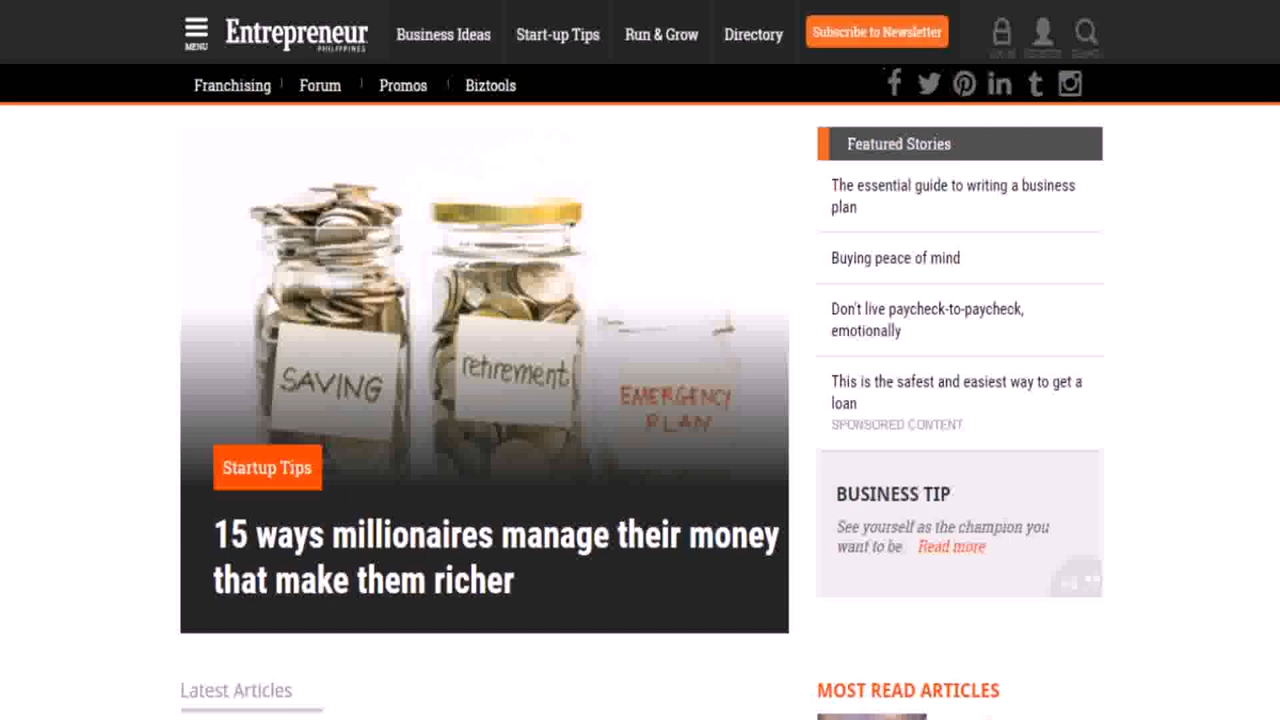 MENU
Entrepreneur
PHILIPPINES
Business Ideas
Start-up Tips
Run & Grow
Directory
Subscribe to Newsletter
Franchising
Forum
Promos
Biztools
SAVING
retirement
EMERGENCY
PLAN
Startup Tips
15 ways millionaires manage their money
that make them richer
Featured Stories
The essential guide to writing a business
plan
Buying peace of mind
Don't live paycheck-to-paycheck,
emotionally
This is the safest and easiest way to get a
loan
SPONSORED CONTENT
BUSINESS TIP
See yourself as the champion you
want to be Read more
Latest Articles
MOST READ ARTICLES